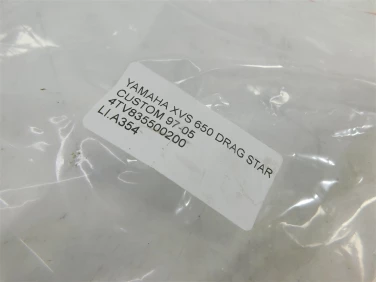 YAMAHA XVS 650 DRAG STAR
CUSTOM 97-05
4TV835500200
LI.A354